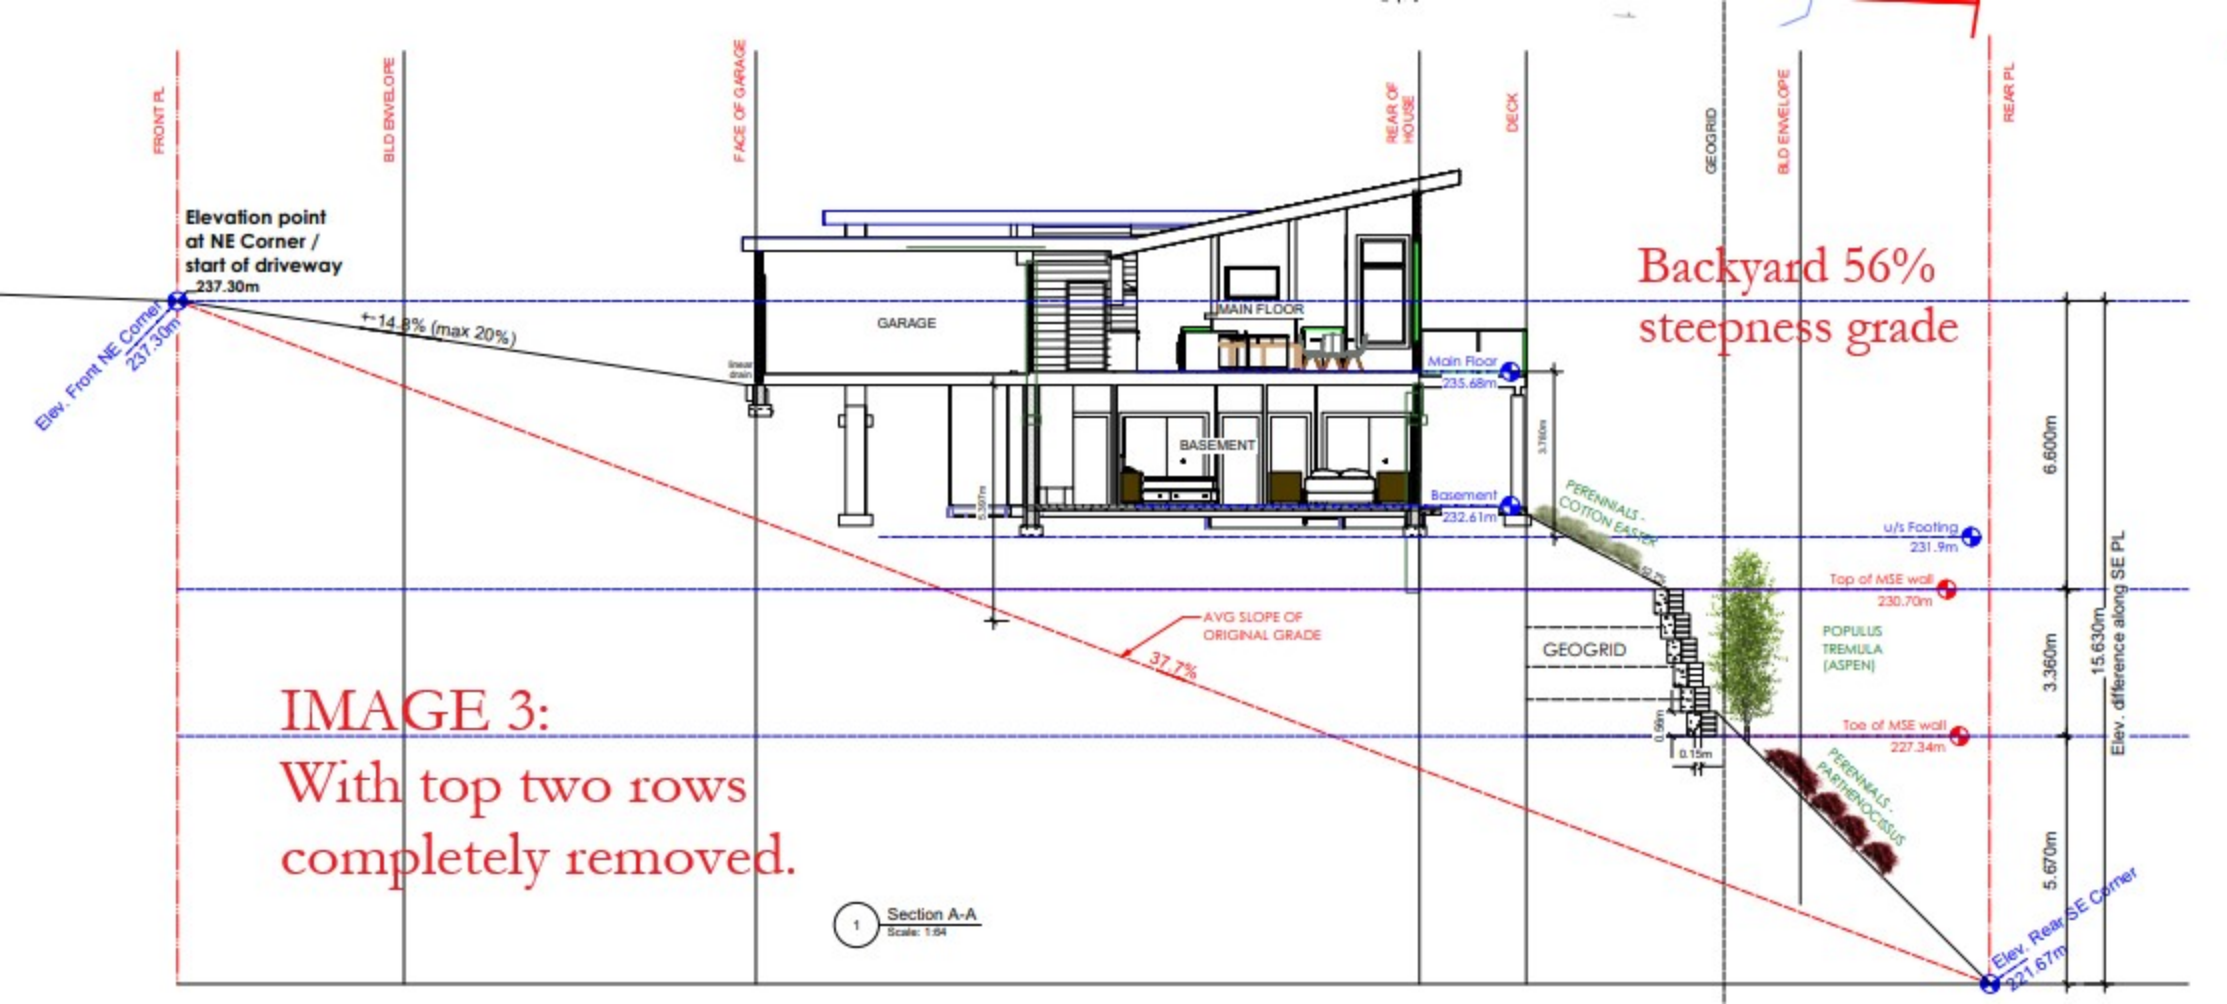 FRONT PL
BLD ENVELOPE
FACE OF GARAGE
REAR OF
HOUSE
DECK
GEOGRID
BLD ENVELOPE
REAR PL
Elevation point
at NE Corner /
start of driveway
237.30m
Elev. Front NE Corner
237.30m
+-14.8% (max 20%)
linear
drain
GARAGE
MAIN FLOOR
Main Floor
235.68m
BASEMENT
Basement
232.61m
3.780m
Backyard 56%
steepness grade
PERENNIALS -
COTTON EASTER
u/s Footing
231.9m
Top of MSE wall
230.70m
AVG SLOPE OF
ORIGINAL GRADE
37.7%
GEOGRID
POPULUS
TREMULA
(ASPEN)
0.15m
Toe of MSE wall
227.34m
PERENNIALS -
PARTHENOCISSUS
6.600m
3.360m
5.670m
15.630m
Elev. difference along SE PL
IMAGE 3:
With top two rows
completely removed.
1
Section A-A
Scale: 1:64
Elev. Rear SE Corner
221.67m